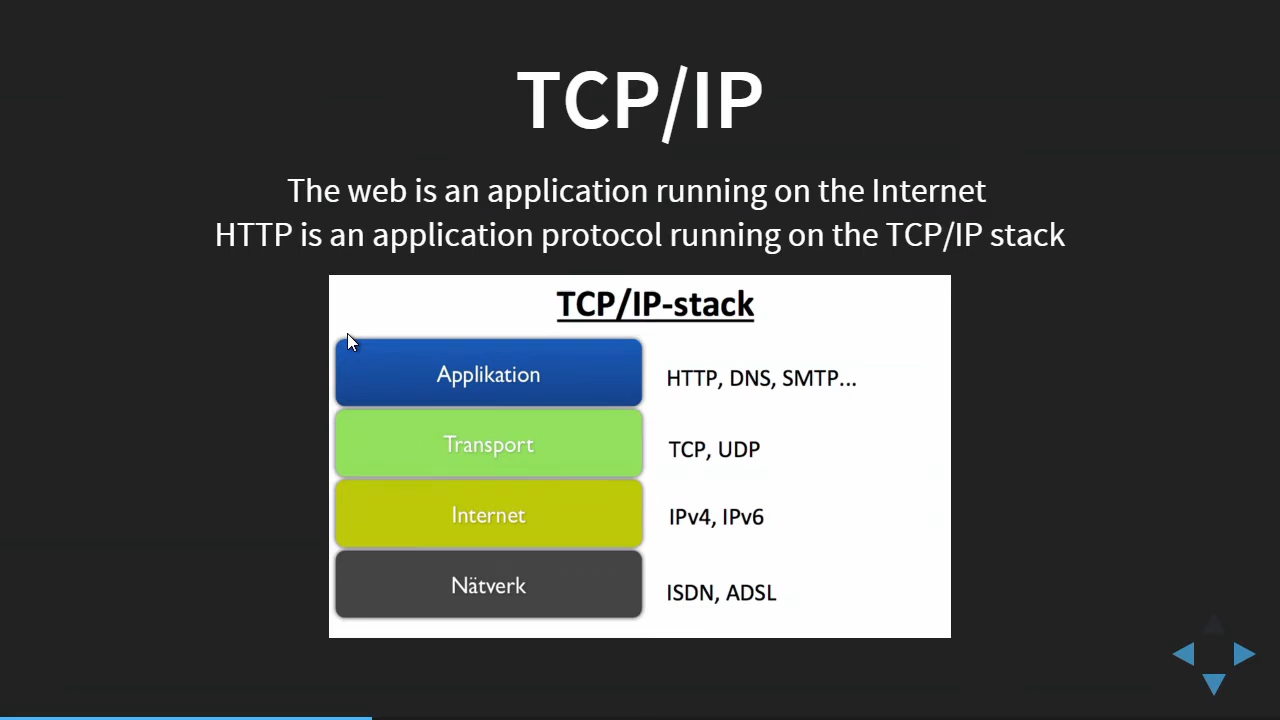 TCP/IP
The web is an application running on the Internet
HTTP is an application protocol running on the TCP/IP stack
TCP/IP-stack
Applikation
HTTP, DNS, SMTP...
Transport
TCP, UDP
Internet
IPv4, IPv6
Nätverk
ISDN, ADSL